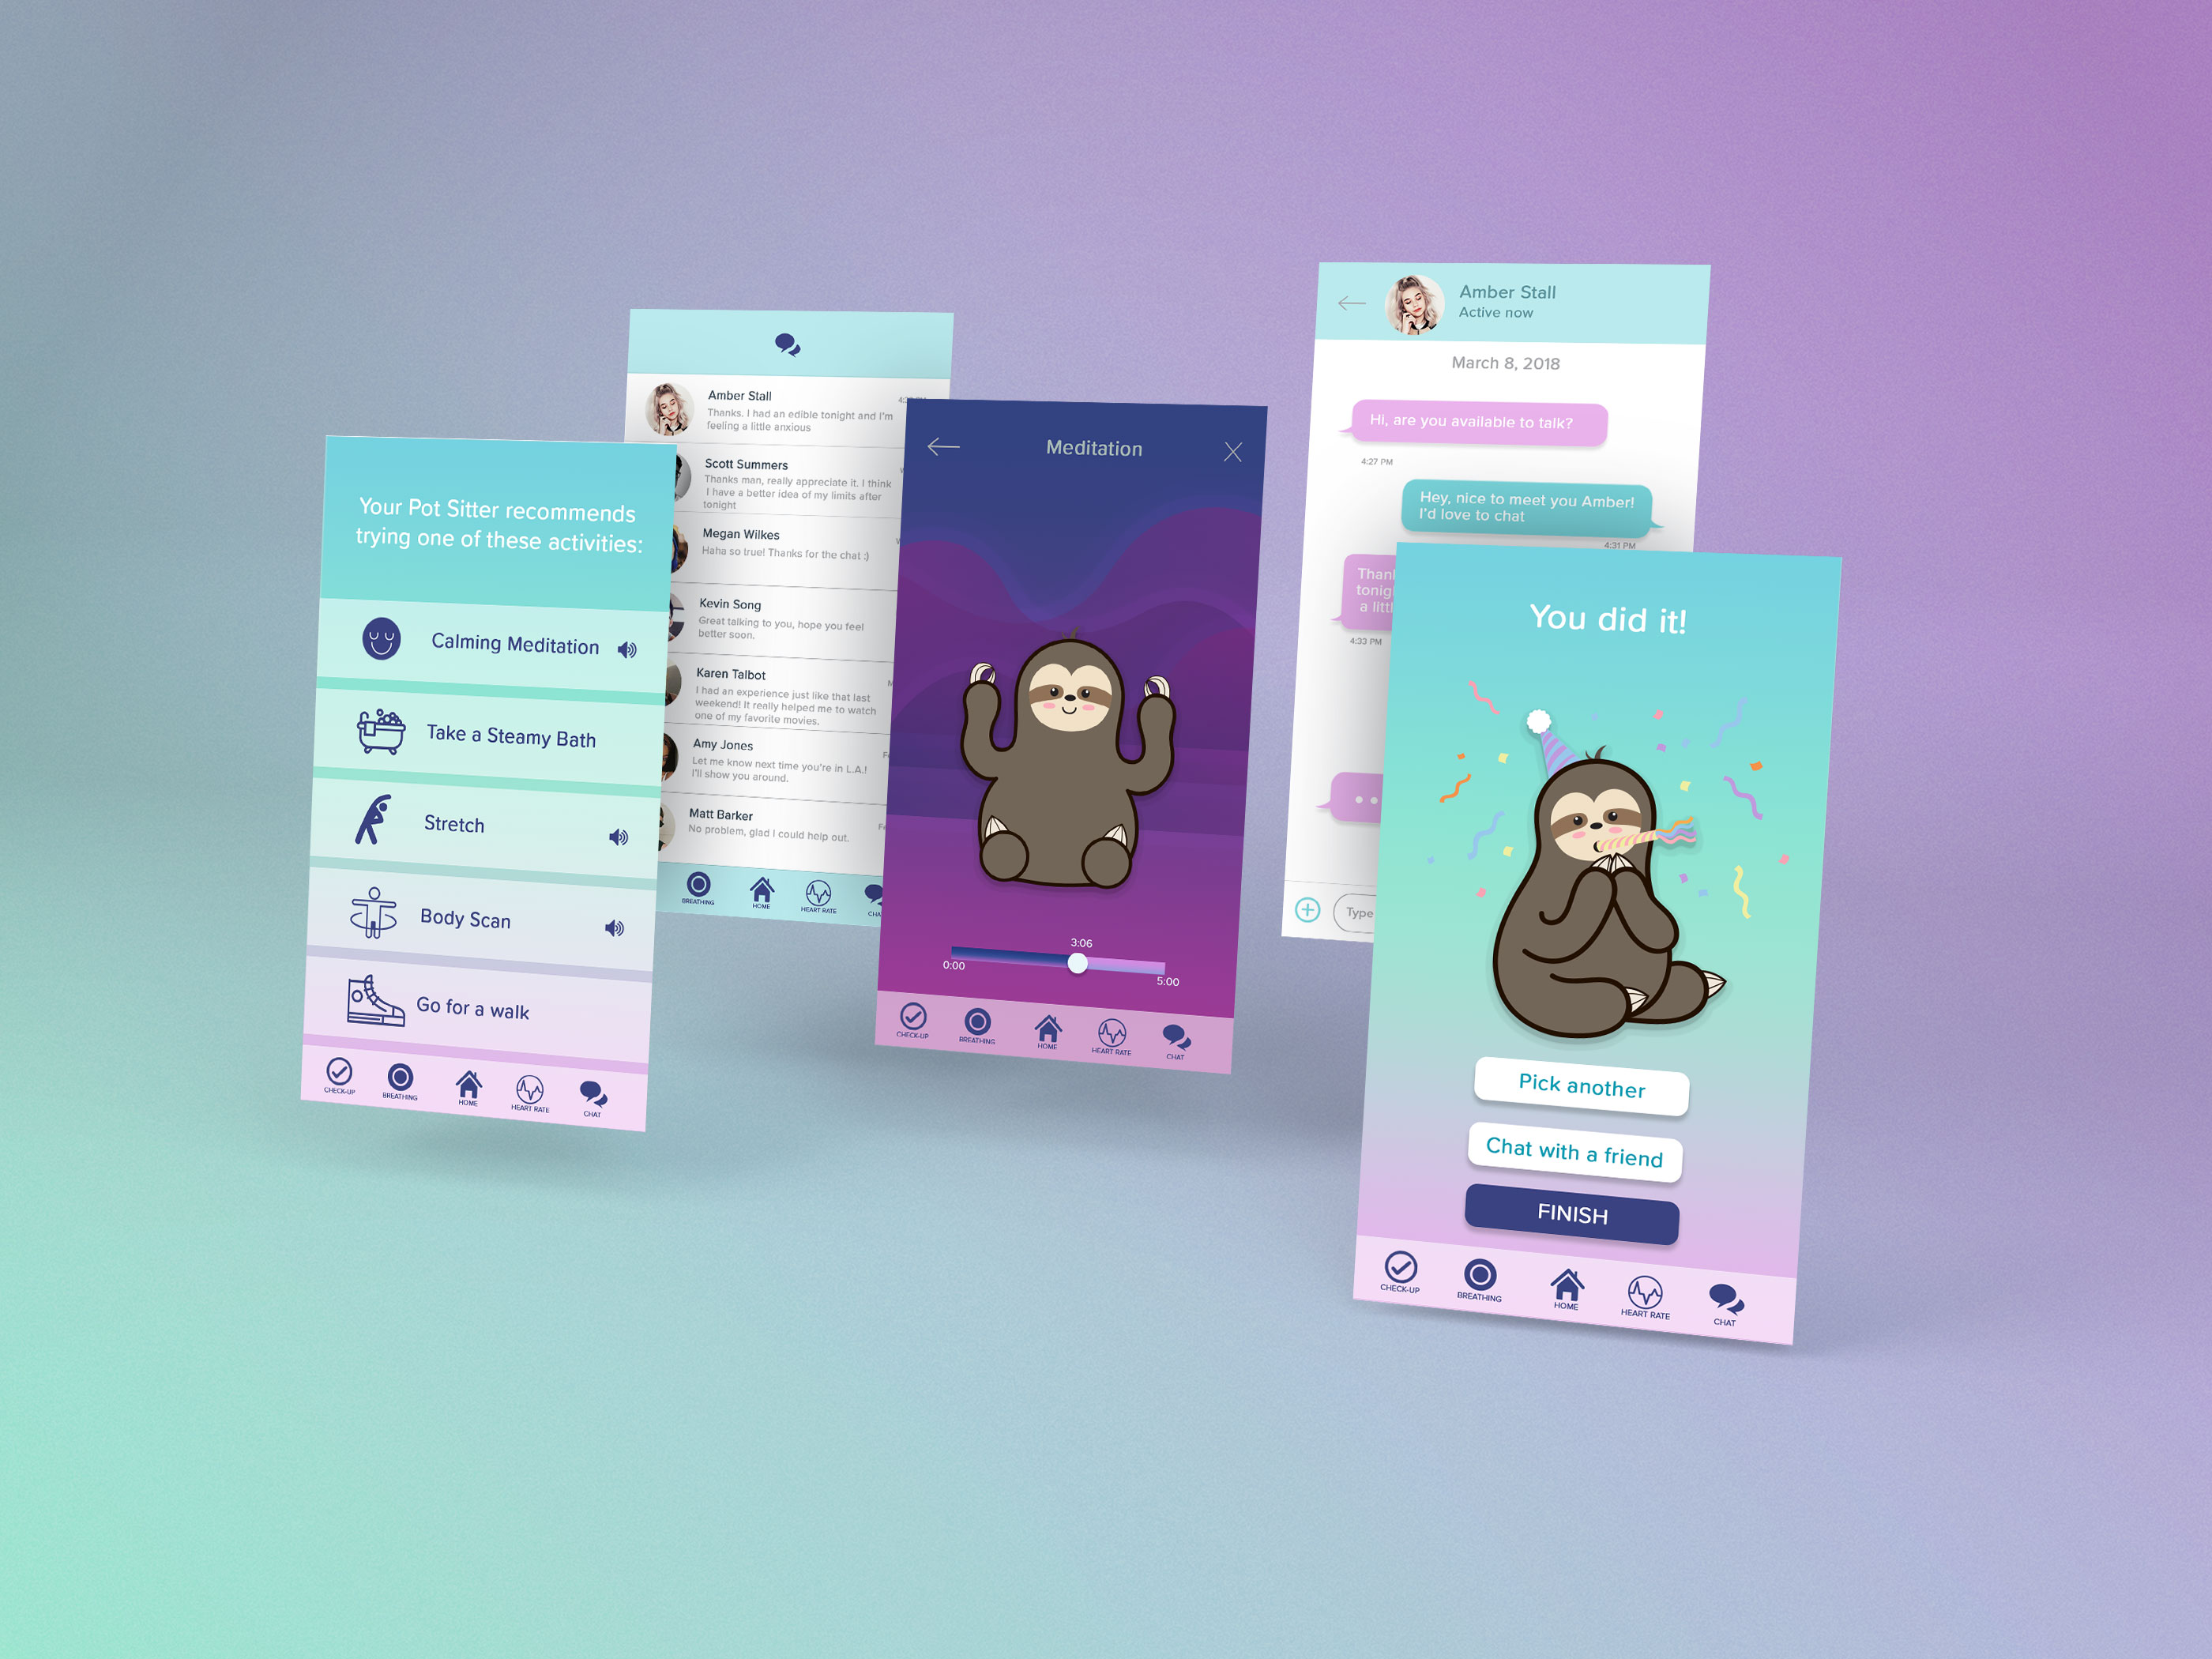 Your Pot Sitter recommends
trying one of these activities:
Calming Meditation
Take a Steamy Bath
Stretch
Body Scan
Go for a walk
CHECK-UP
BREATHING
HOME
HEART RATE
CHAT
Amber Stall
Thanks. I had an edible tonight and I'm
feeling a little anxious
Scott Summers
Thanks man, really appreciate it. I think
I have a better idea of my limits after
tonight
Megan Wilkes
Haha so true! Thanks for the chat :)
Kevin Song
Great talking to you, hope you feel
better soon.
Karen Talbot
I had an experience just like that last
weekend! It really helped me to watch
one of my favorite movies.
Amy Jones
Let me know next time you're in L.A.!
I'll show you around.
Matt Barker
No problem, glad I could help out.
BREATHING
HOME
HEART RATE
Meditation
3:06
0:00
5:00
CHECK-UP
BREATHING
HOME
HEART RATE
CHAT
Amber Stall
Active now
March 8, 2018
Hi, are you available to talk?
4:27 PM
Hey, nice to meet you Amber!
I'd love to chat
4:31 PM
4:33 PM
Type
You did it!
Pick another
Chat with a friend
FINISH
CHECK-UP
BREATHING
HOME
HEART RATE
CHAT